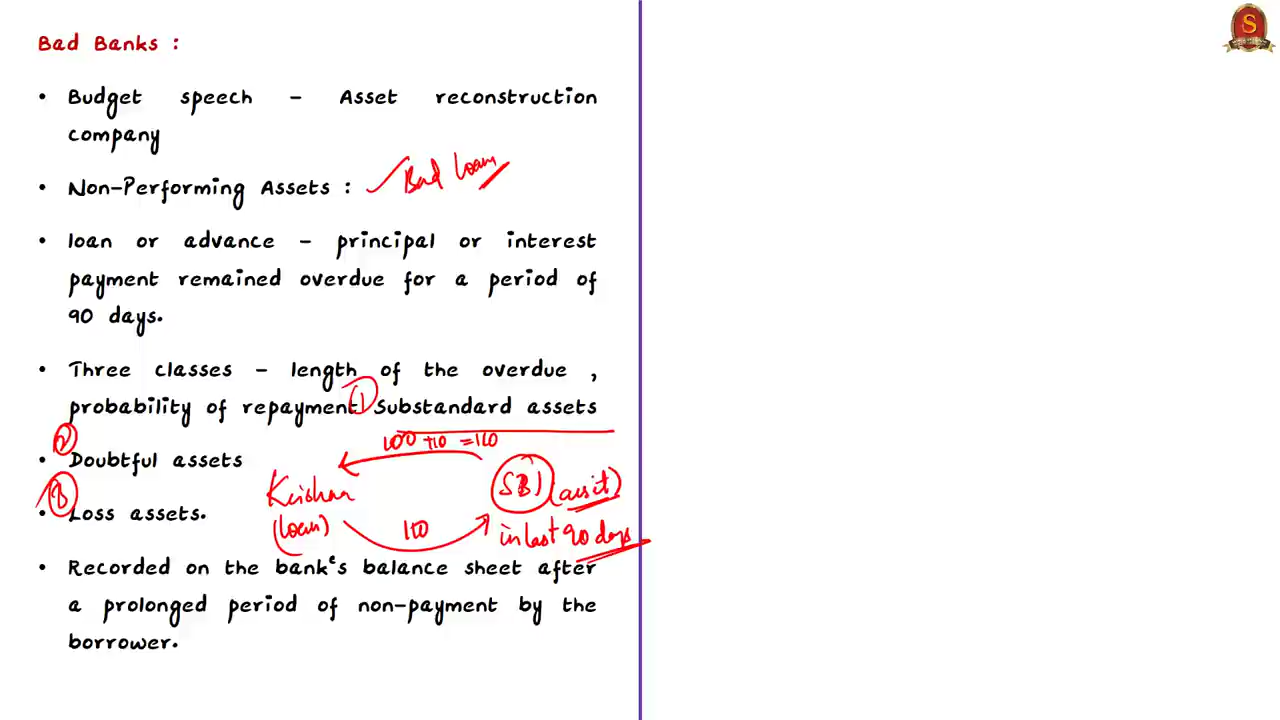 Bad Banks :
• Budget speech – Asset reconstruction
company
• Non-Performing Assets : Bad loan
• loan or advance – principal or interest
payment remained overdue for a period of
90 days.
• Three classes – length of the overdue ,
probability of repayment ① Substandard assets
②
• Doubtful assets
③
• Loss assets.
100 +10 =110
Krishna
(loan)
SBI (asset)
110
in last 90 days
• Recorded on the bank's balance sheet after
a prolonged period of non-payment by the
borrower.
S